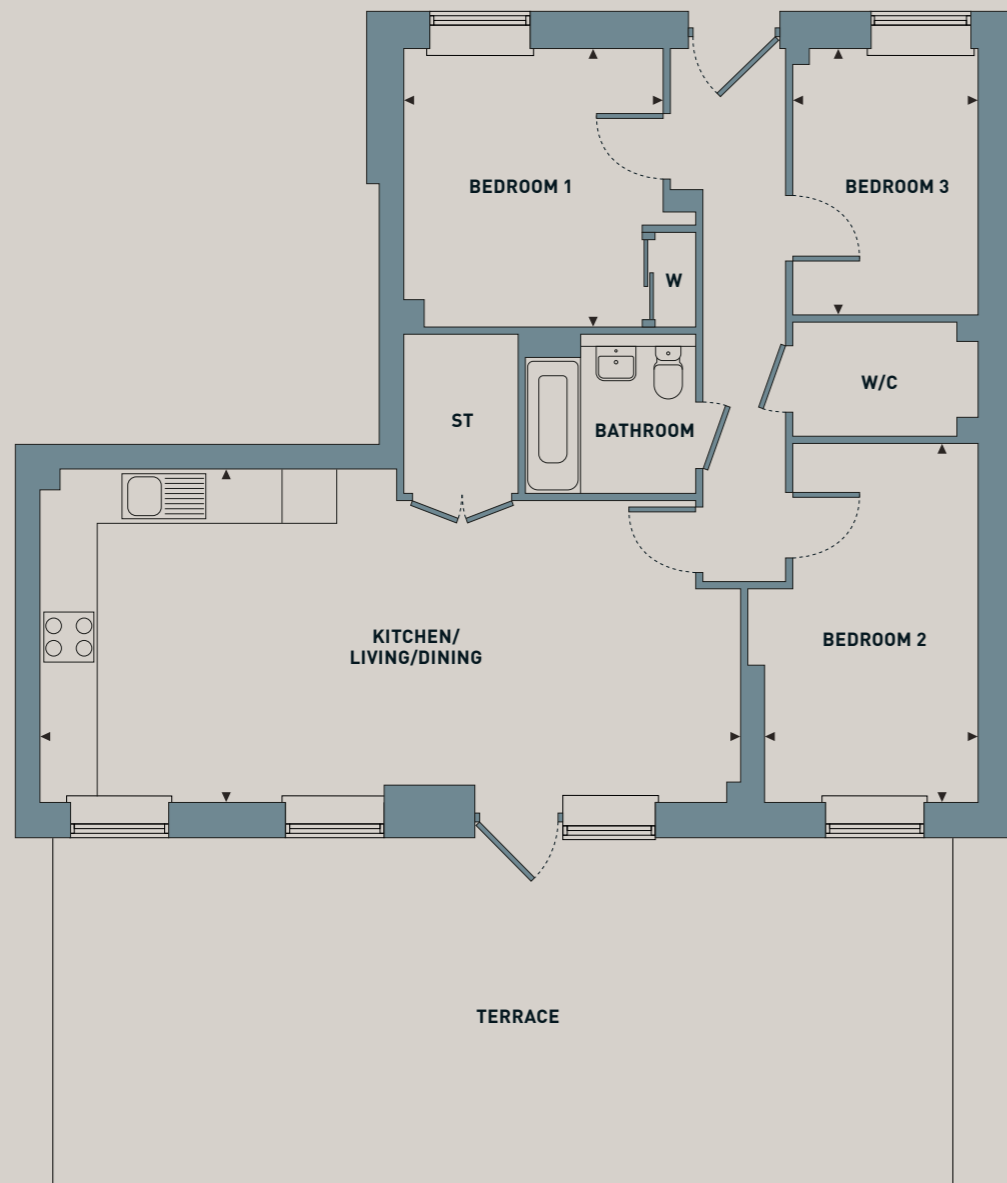 BEDROOM 1
BEDROOM 3
W
W/C
ST
BATHROOM
KITCHEN/
LIVING/DINING
BEDROOM 2
TERRACE